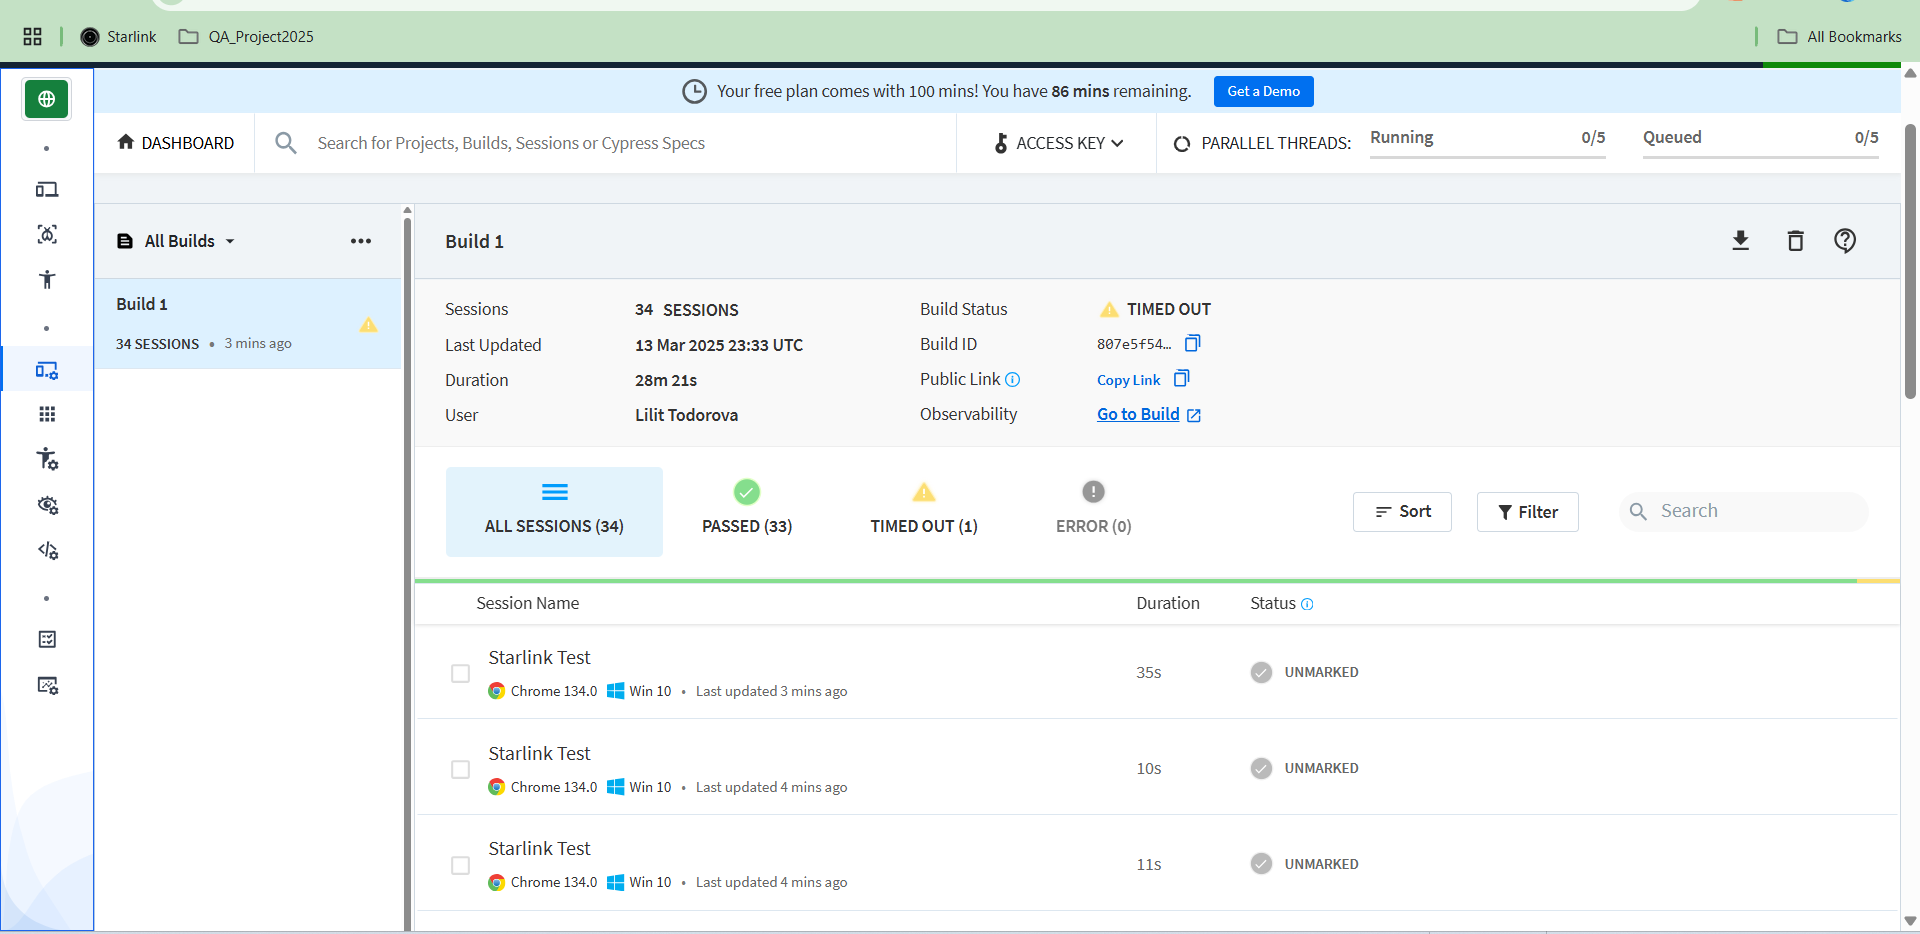 Starlink
QA_Project2025
All Bookmarks
Your free plan comes with 100 mins! You have 86 mins remaining.
Get a Demo
DASHBOARD
Search for Projects, Builds, Sessions or Cypress Specs
ACCESS KEY
PARALLEL THREADS:
Running 0/5
Queued 0/5
All Builds
Build 1
34 SESSIONS • 3 mins ago
Build 1
Sessions 34 SESSIONS
Last Updated 13 Mar 2025 23:33 UTC
Duration 28m 21s
User Lilit Todorova
Build Status TIMED OUT
Build ID 807e5f54...
Public Link Copy Link
Observability Go to Build
ALL SESSIONS (34)
PASSED (33)
TIMED OUT (1)
ERROR (0)
Sort
Filter
Search
Session Name Duration Status
Starlink Test
Chrome 134.0 Win 10 • Last updated 3 mins ago
35s
UNMARKED
Starlink Test
Chrome 134.0 Win 10 • Last updated 4 mins ago
10s
UNMARKED
Starlink Test
Chrome 134.0 Win 10 • Last updated 4 mins ago
11s
UNMARKED